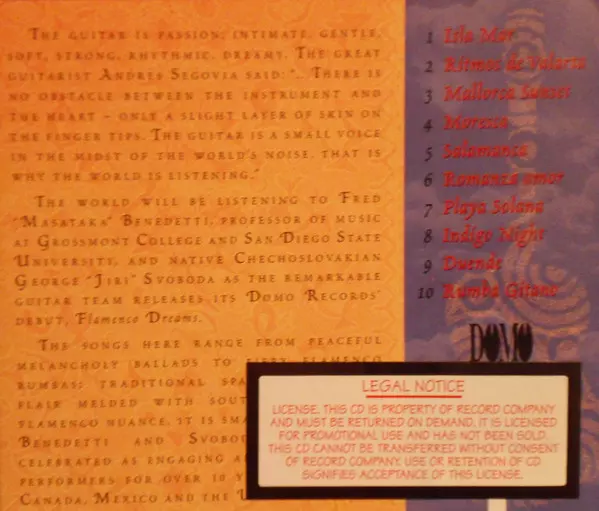 The guitar is passion, intimate, gentle,
soft, strong, rhythmic, dreams. The great
guitarist Andres Segovia said: "... There is
no obstacle between the instrument and
the heart – only a slight layer of skin on
the finger tips. The guitar is a small voice
in the midst of the world's noise, that is
why the world is listening."
The world will be listening to Fred
"Masataka" Benedetti, professor of music
at Grossmont College and San Diego State
University, and native Chechoslovakian
George "Jiri" Svoboda as the remarkable
guitar team releases its Domo Records'
debut, Flamenco Dreams.
The songs here range from peaceful
melancholy ballads to fiery flamenco
rumbas; traditional spa
flair melded with sout
flamenco nuance. It is sma
Benedetti and Svobod
celebrated as engaging a
performers for over 10 y
Canada, Mexico and the U
1 Isla Mar
2 Ritmos de Valarta
3 Mallorca Sunset
4 Moresca
5 Salamanca
6 Romanza Amor
7 Playa Solana
8 Indigo Night
9 Duende
10 Rumba Gitano
DOMO
LEGAL NOTICE
LICENSE. THIS CD IS PROPERTY OF RECORD COMPANY
AND MUST BE RETURNED ON DEMAND. IT IS LICENSED
FOR PROMOTIONAL USE AND HAS NOT BEEN SOLD.
THIS CD CANNOT BE TRANSFERRED WITHOUT CONSENT
OF RECORD COMPANY. USE OR RETENTION OF CD
SIGNIFIES ACCEPTANCE OF THIS LICENSE.